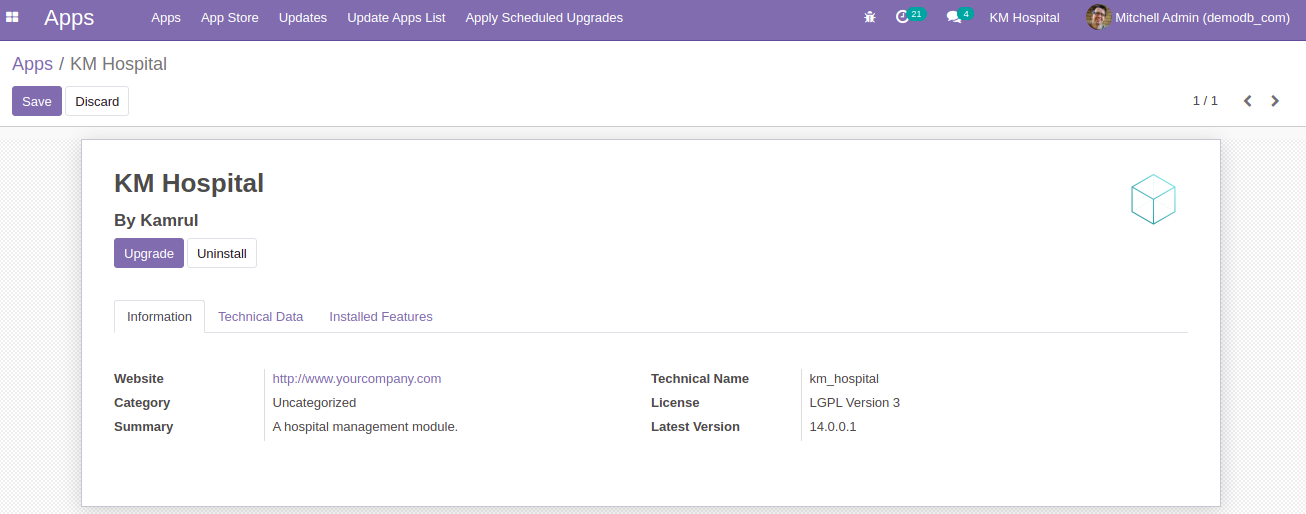 Apps Apps App Store Updates Update Apps List Apply Scheduled Upgrades 21 4 KM Hospital Mitchell Admin (demodb_com)
Apps / KM Hospital
Save Discard 1 / 1
KM Hospital
By Kamrul
Upgrade Uninstall
Information Technical Data Installed Features
Website http://www.yourcompany.com Technical Name km_hospital
Category Uncategorized License LGPL Version 3
Summary A hospital management module. Latest Version 14.0.0.1